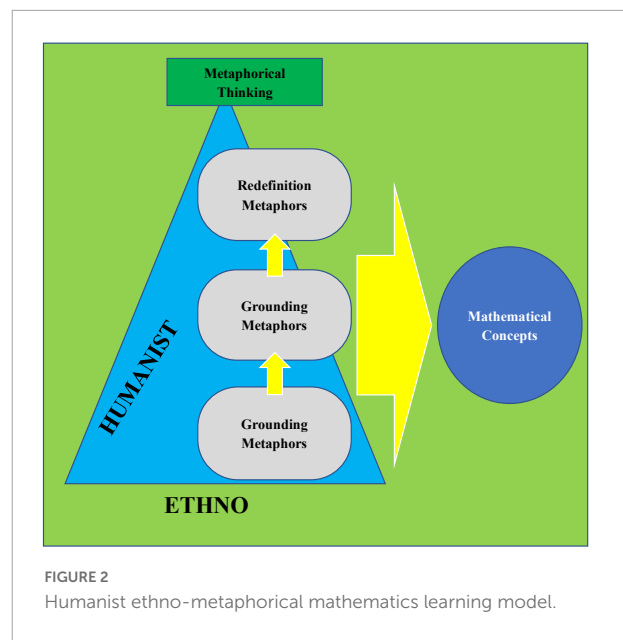 Metaphorical
Thinking
Redefinition
Metaphors
Grounding
Metaphors
Grounding
Metaphors
HUMANIST
ETHNO
Mathematical
Concepts
FIGURE 2
Humanist ethno-metaphorical mathematics learning model.